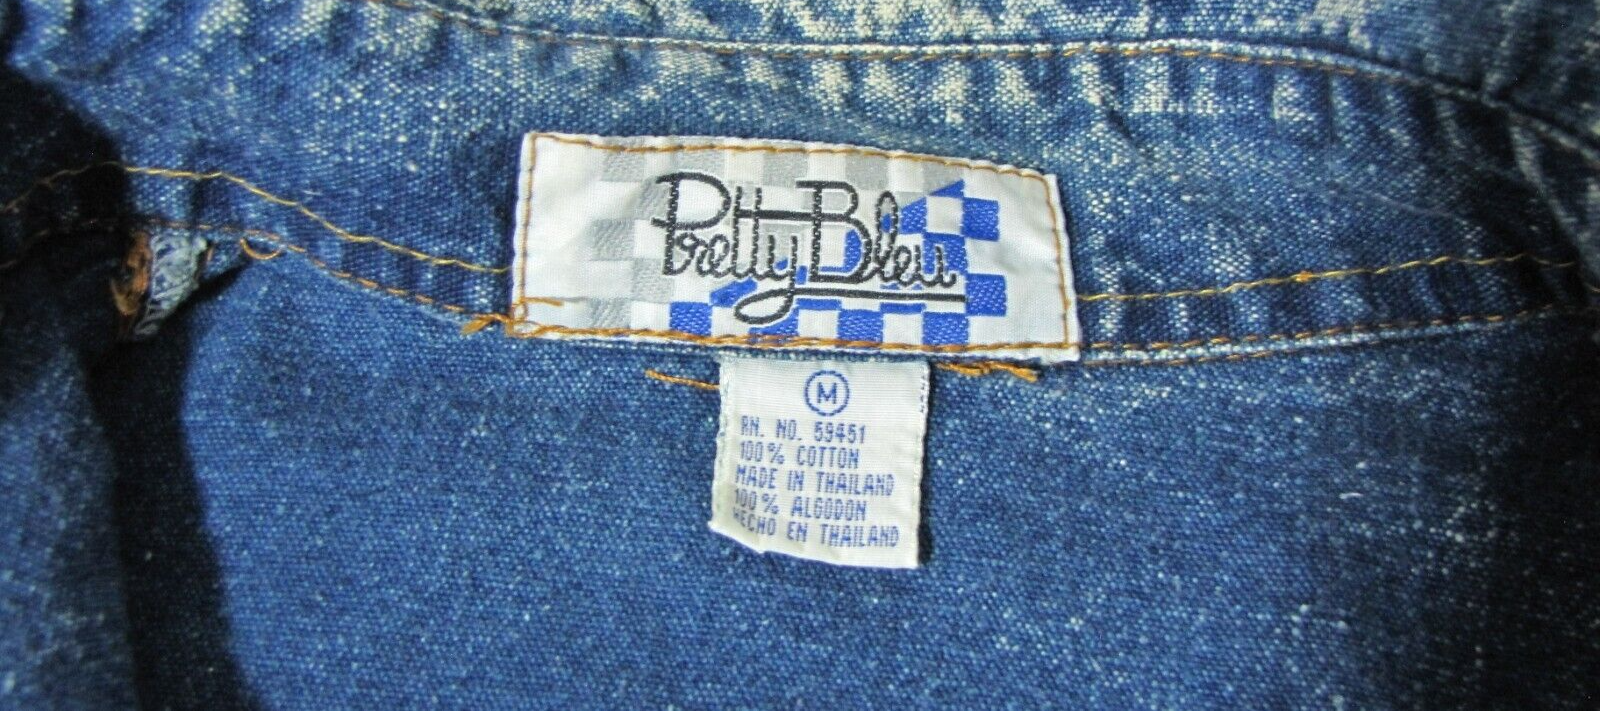 Pretty Bleu
M
RN. NO. 59451
100% COTTON
MADE IN THAILAND
100% ALGODON
HECHO EN THAILAND